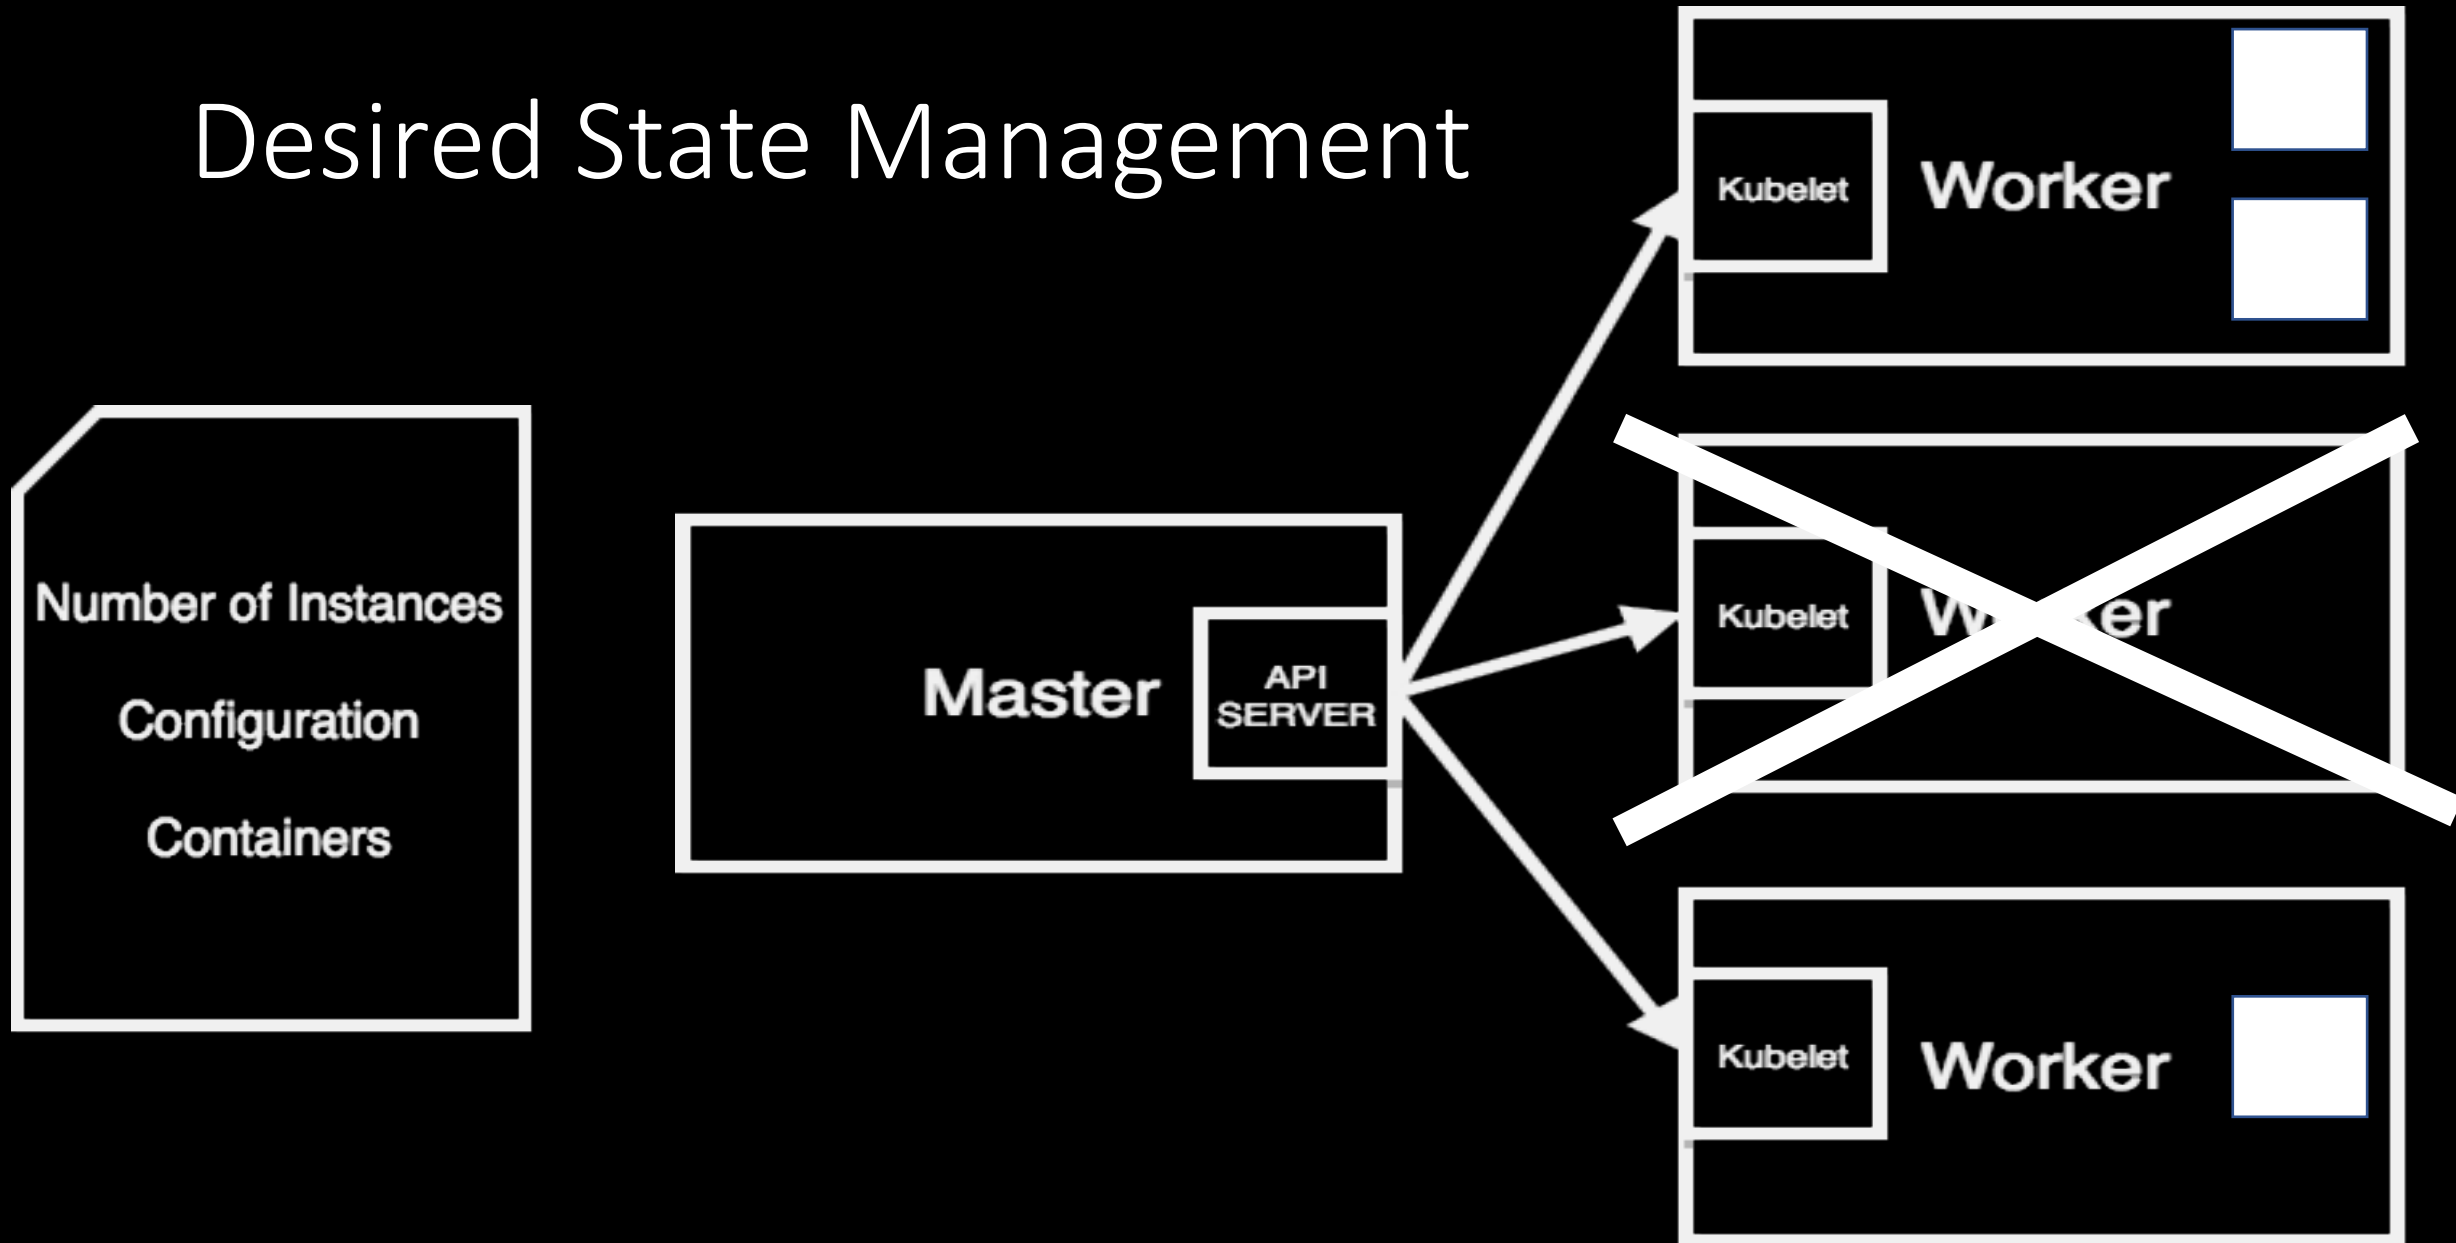 Desired State Management
Number of Instances
Configuration
Containers
Master
API
SERVER
Kubelet
Worker
Kubelet
Kubelet
Worker